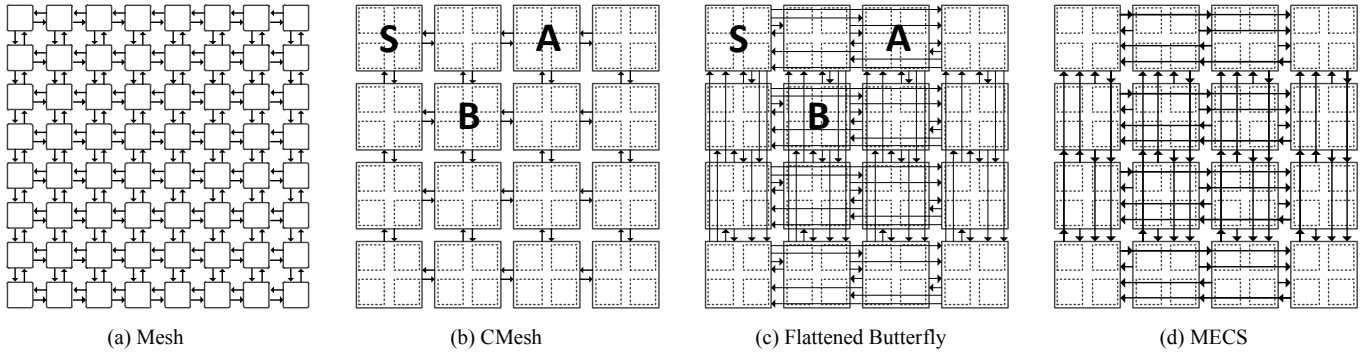 S A
B
S A
B
(a) Mesh
(b) CMesh
(c) Flattened Butterfly
(d) MECS